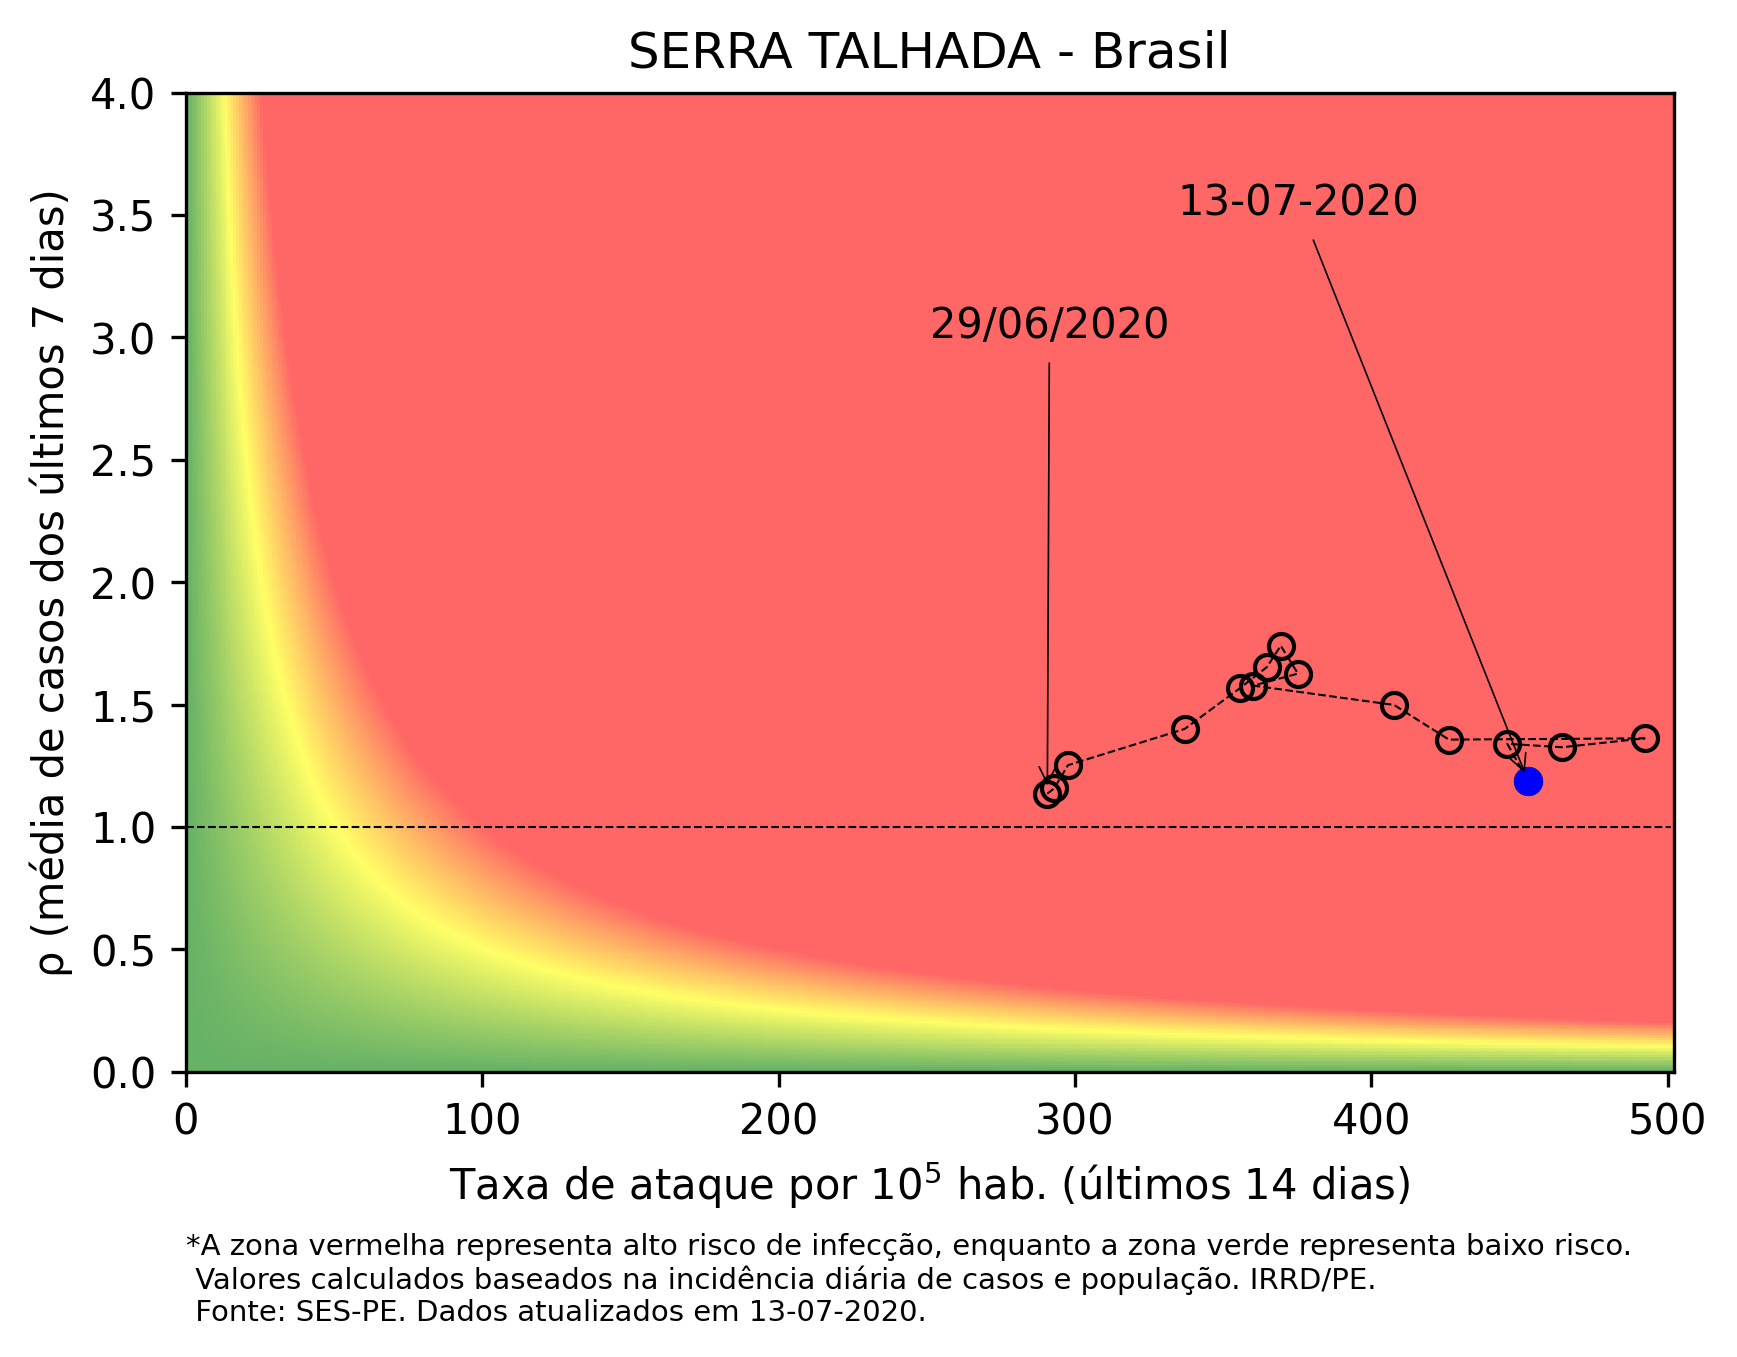 SERRA TALHADA - Brasil
4.0
3.5
3.0
2.5
2.0
1.5
1.0
0.5
0.0
ρ (média de casos dos últimos 7 dias)
13-07-2020
29/06/2020
0 100 200 300 400 500
Taxa de ataque por 10⁵ hab. (últimos 14 dias)
*A zona vermelha representa alto risco de infecção, enquanto a zona verde representa baixo risco.
Valores calculados baseados na incidência diária de casos e população. IRRD/PE.
Fonte: SES-PE. Dados atualizados em 13-07-2020.